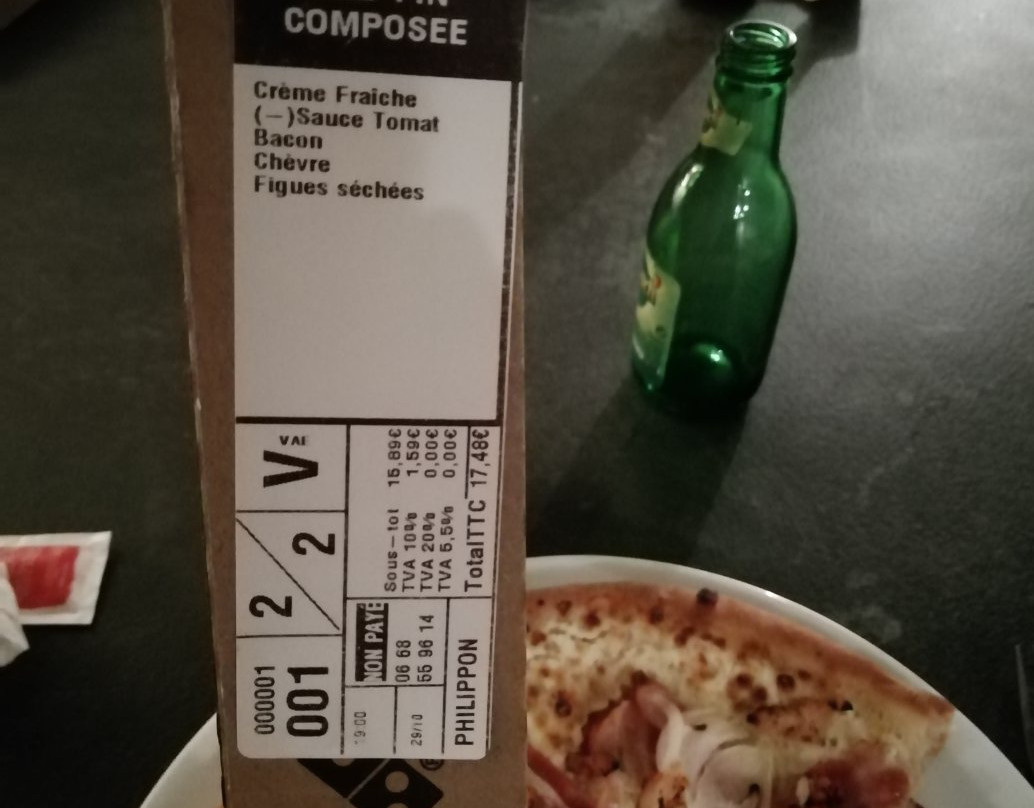 COMPOSEE
Crème Fraîche
(-)Sauce Tomat
Bacon
Chèvre
Figues séchées
VAE
V
2 / 2
000001
001
Sous-tot 15,89€
TVA 10% 1,59€
TVA 20% 0,00€
TVA 5,5% 0,00€
TotalTTC 17,48€
NON PAYE
06 68
55 96 14
19:00
29/10
PHILIPPON
®